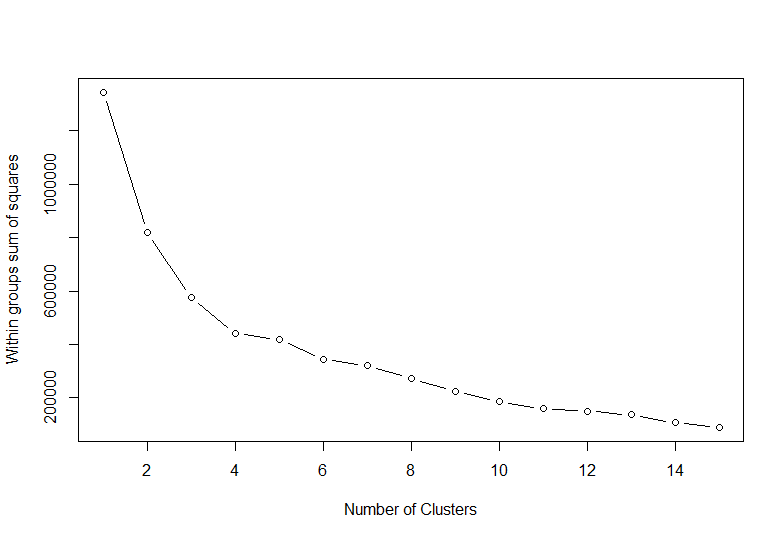 Within groups sum of squares
200000 600000 1000000
2 4 6 8 10 12 14
Number of Clusters